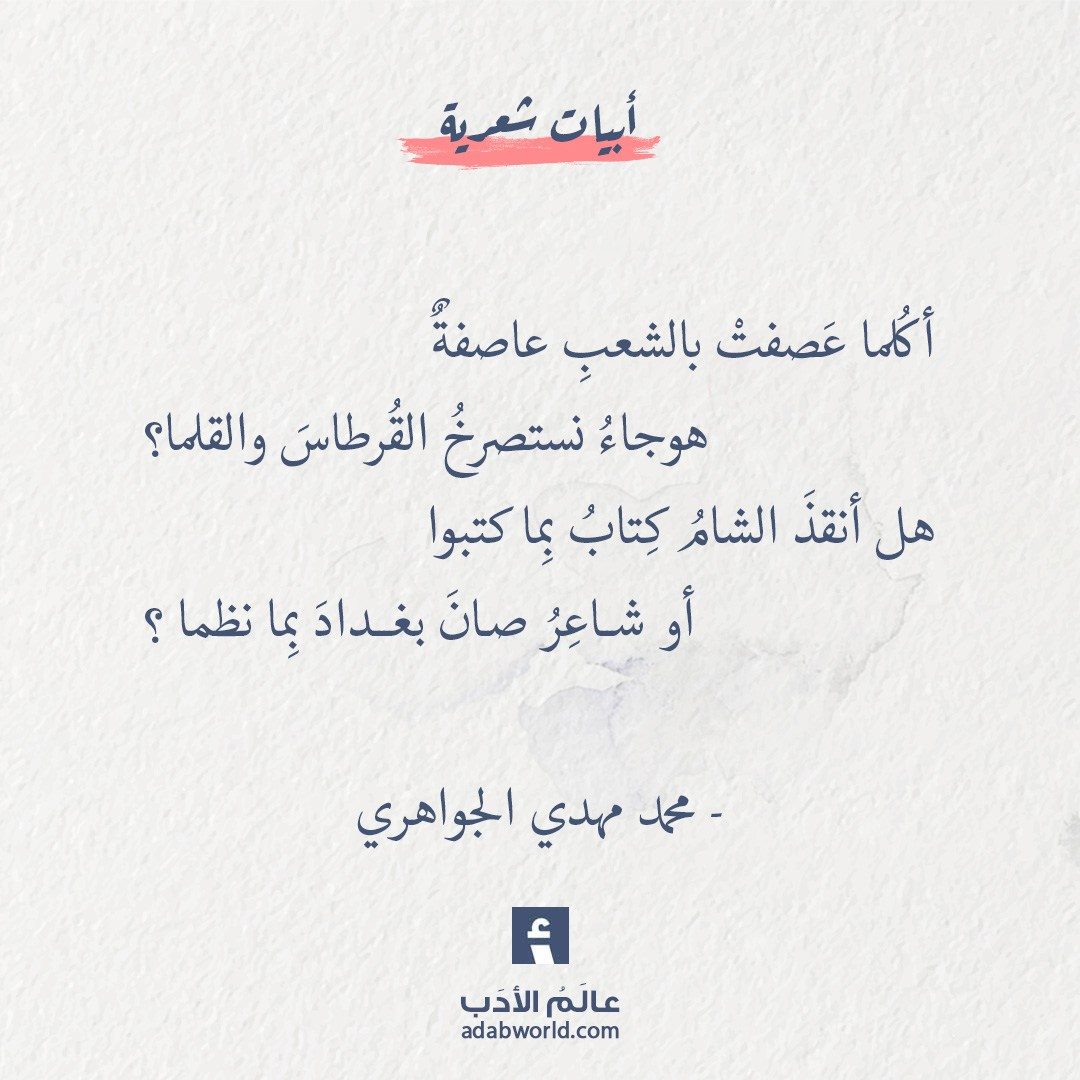 أبيات شعرية
أكُلما عَصفتْ بالشعبِ عاصفةٌ
هوجاءُ نستصرخُ القُرطاسَ والقلما؟
هل أنقذَ الشامُ كِتابُ بِما كتبوا
أو شاعِرُ صانَ بغدادَ بِما نظما ؟
- محمد مهدي الجواهري
أ
عالَمُ الأدَب
adabworld.com